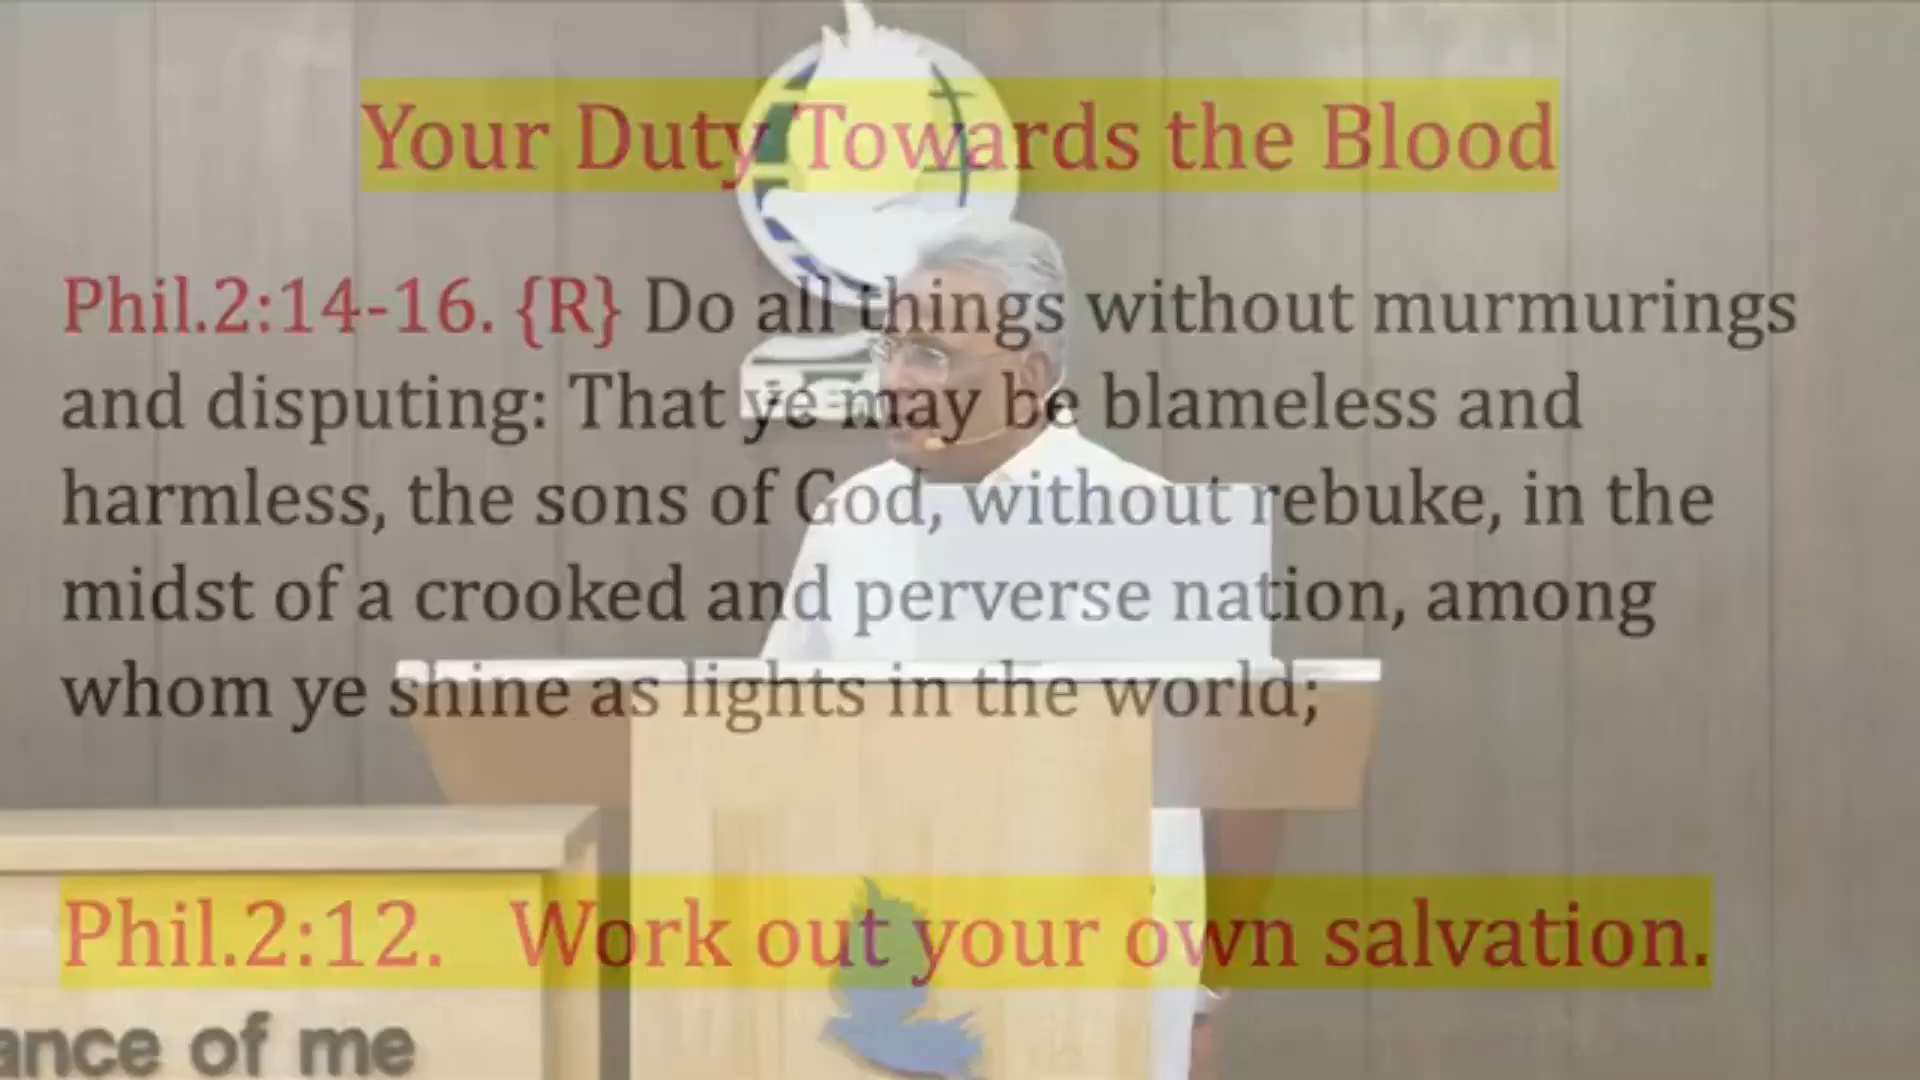 Your Duty Towards the Blood
Phil.2:14-16. {R} Do all things without murmurings
and disputing: That ye may be blameless and
harmless, the sons of God, without rebuke, in the
midst of a crooked and perverse nation, among
whom ye shine as lights in the world;
Phil.2:12. Work out your own salvation.
ance of me